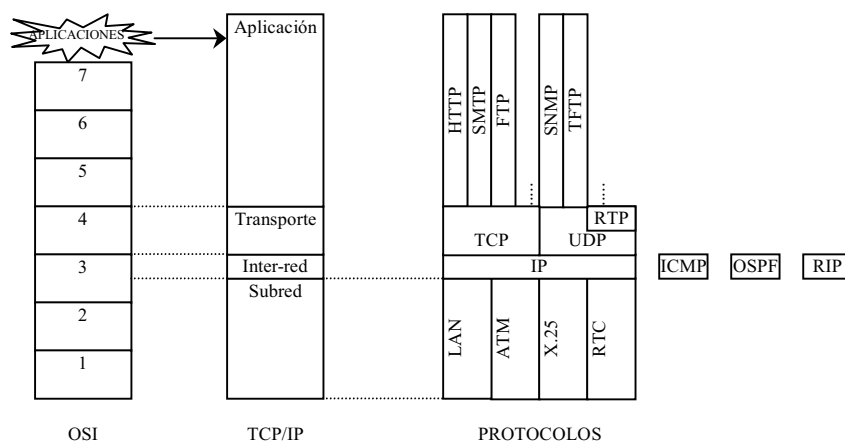 APLICACIONES
7
6
5
4
3
2
1
OSI
Aplicación
Transporte
Inter-red
Subred
TCP/IP
HTTP
SMTP
FTP
SNMP
TFTP
RTP
TCP
UDP
IP
ICMP
OSPF
RIP
LAN
ATM
X.25
RTC
PROTOCOLOS